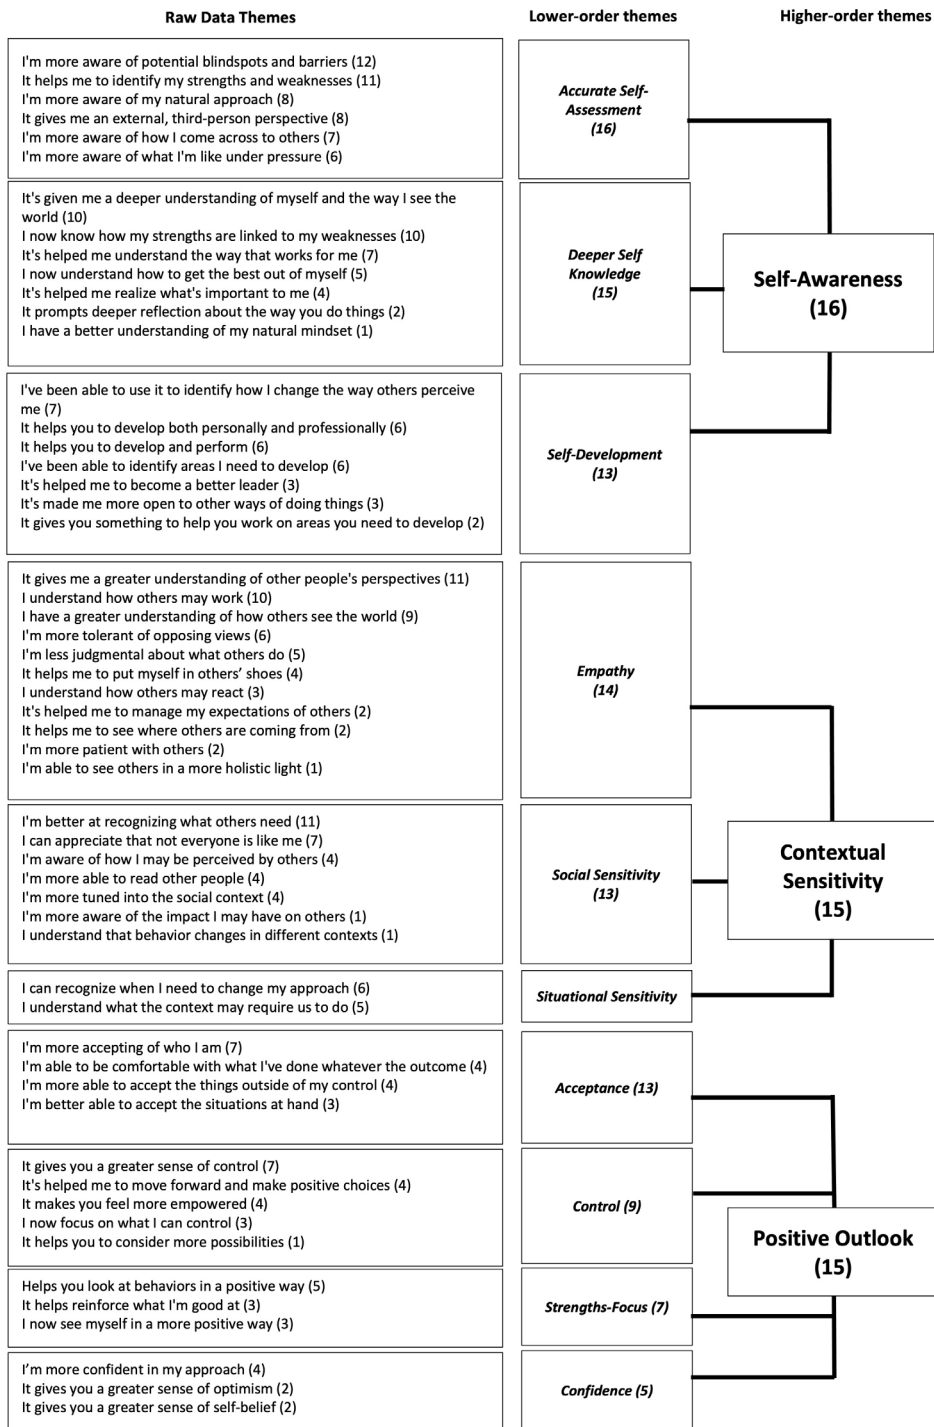 Raw Data Themes
Lower-order themes
Higher-order themes
I'm more aware of potential blindspots and barriers (12)
It helps me to identify my strengths and weaknesses (11)
I'm more aware of my natural approach (8)
It gives me an external, third-person perspective (8)
I'm more aware of how I come across to others (7)
I'm more aware of what I'm like under pressure (6)
Accurate Self-
Assessment
(16)
It's given me a deeper understanding of myself and the way I see the
world (10)
I now know how my strengths are linked to my weaknesses (10)
It's helped me understand the way that works for me (7)
I now understand how to get the best out of myself (5)
It's helped me realize what's important to me (4)
It prompts deeper reflection about the way you do things (2)
I have a better understanding of my natural mindset (1)
Deeper Self
Knowledge
(15)
Self-Awareness
(16)
I've been able to use it to identify how I change the way others perceive
me (7)
It helps you to develop both personally and professionally (6)
It helps you to develop and perform (6)
I've been able to identify areas I need to develop (6)
It's helped me to become a better leader (3)
It's made me more open to other ways of doing things (3)
It gives you something to help you work on areas you need to develop (2)
Self-Development
(13)
It gives me a greater understanding of other people's perspectives (11)
I understand how others may work (10)
I have a greater understanding of how others see the world (9)
I'm more tolerant of opposing views (6)
I'm less judgmental about what others do (5)
It helps me to put myself in others’ shoes (4)
I understand how others may react (3)
It's helped me to manage my expectations of others (2)
It helps me to see where others are coming from (2)
I'm more patient with others (2)
I'm able to see others in a more holistic light (1)
Empathy
(14)
I'm better at recognizing what others need (11)
I can appreciate that not everyone is like me (7)
I'm aware of how I may be perceived by others (4)
I'm more able to read other people (4)
I'm more tuned into the social context (4)
I'm more aware of the impact I may have on others (1)
I understand that behavior changes in different contexts (1)
Social Sensitivity
(13)
Contextual
Sensitivity
(15)
I can recognize when I need to change my approach (6)
I understand what the context may require us to do (5)
Situational Sensitivity
I'm more accepting of who I am (7)
I'm able to be comfortable with what I've done whatever the outcome (4)
I'm more able to accept the things outside of my control (4)
I'm better able to accept the situations at hand (3)
Acceptance (13)
It gives you a greater sense of control (7)
It's helped me to move forward and make positive choices (4)
It makes you feel more empowered (4)
I now focus on what I can control (3)
It helps you to consider more possibilities (1)
Control (9)
Positive Outlook
(15)
Helps you look at behaviors in a positive way (5)
It helps reinforce what I'm good at (3)
I now see myself in a more positive way (3)
Strengths-Focus (7)
I’m more confident in my approach (4)
It gives you a greater sense of optimism (2)
It gives you a greater sense of self-belief (2)
Confidence (5)